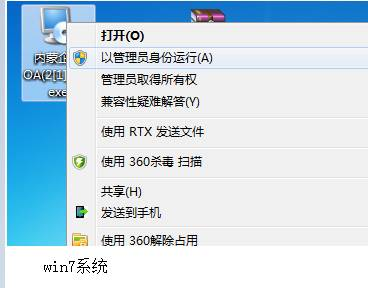 打开(O)
以管理员身份运行(A)
管理员取得所有权
兼容性疑难解答(Y)
使用 RTX 发送文件
使用 360杀毒 扫描
共享(H)
发送到手机
使用 360解除占用
内蒙企
OA(2[1]
exe
win7系统